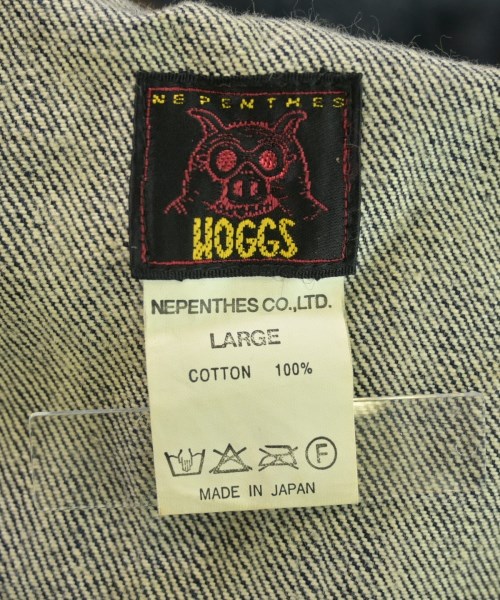 NEPENTHES
HOGGS
NEPENTHES CO.,LTD.
LARGE
COTTON 100%
F
MADE IN JAPAN